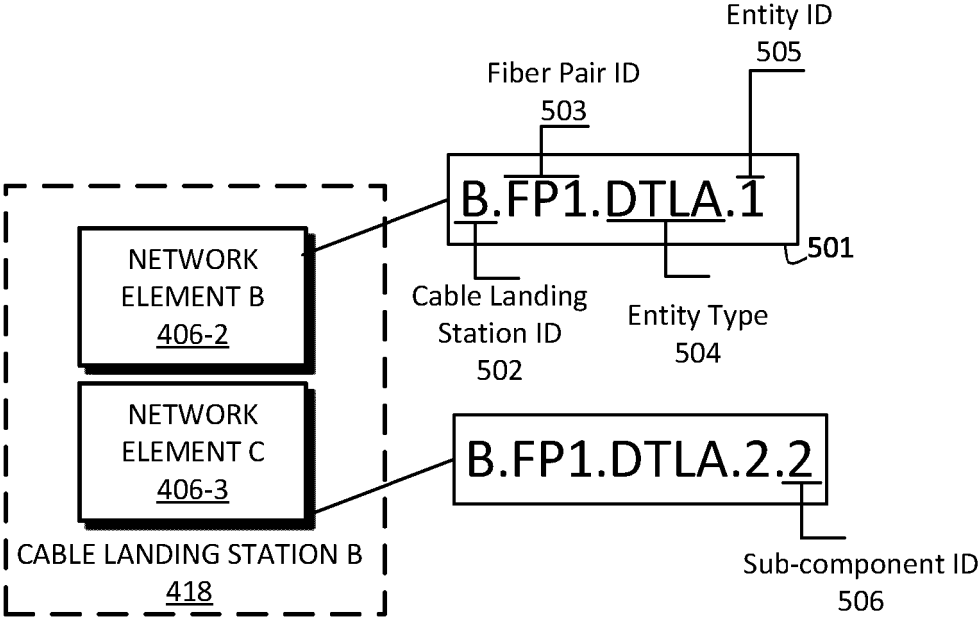 Entity ID
505
Fiber Pair ID
503
B.FP1.DTLA.1
501
Cable Landing
Station ID
502
Entity Type
504
NETWORK
ELEMENT B
406-2
NETWORK
ELEMENT C
406-3
CABLE LANDING STATION B
418
B.FP1.DTLA.2.2
Sub-component ID
506